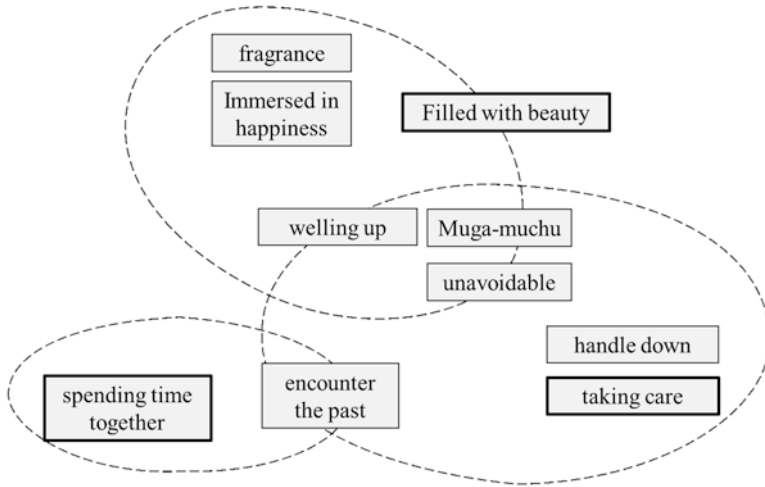 fragrance
Immersed in
happiness
Filled with beauty
welling up
Muga-muchu
unavoidable
handle down
encounter
the past
spending time
together
taking care